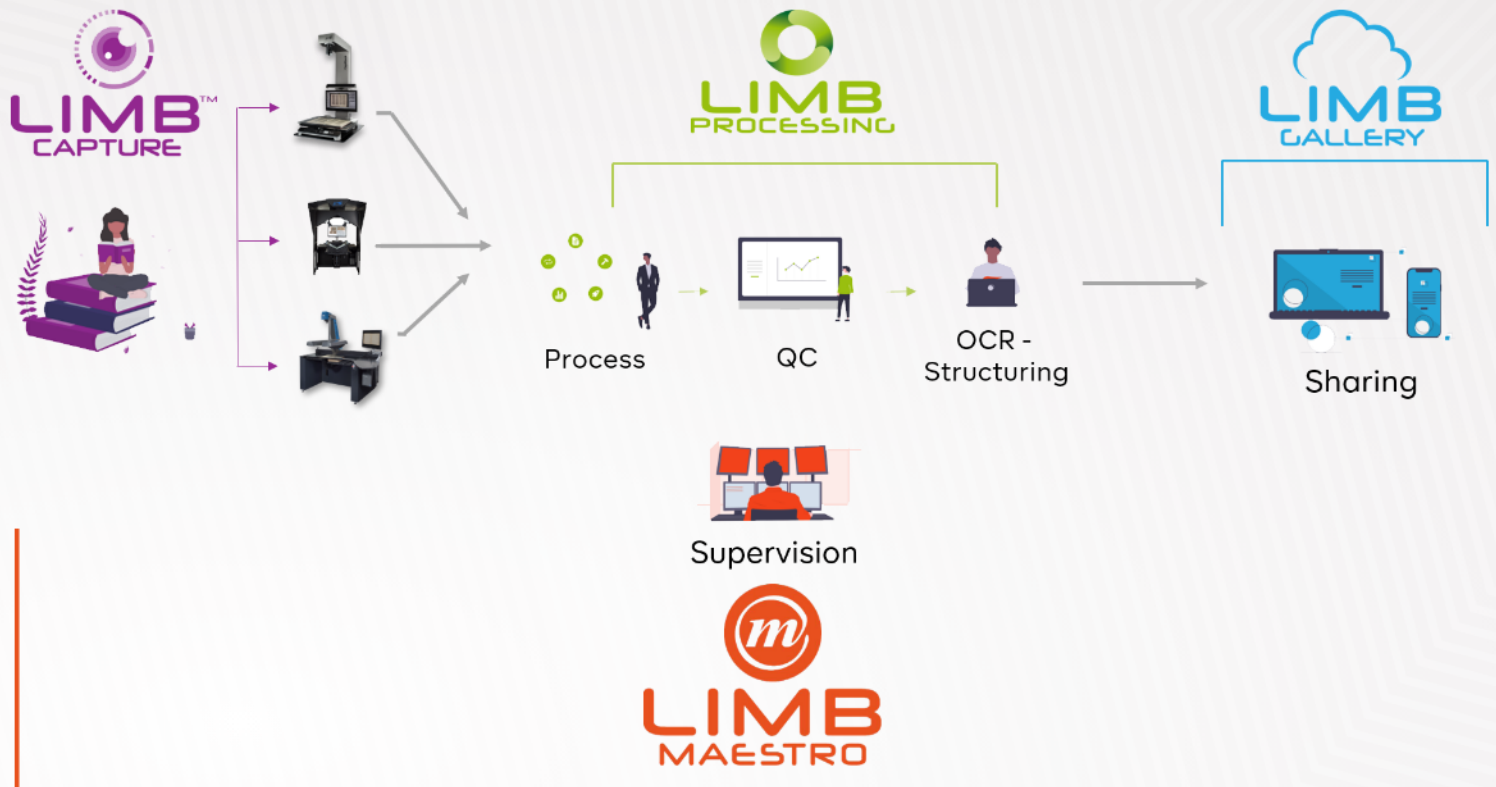 LIMB™
CAPTURE
LIMB
PROCESSING
LIMB
GALLERY
Process
QC
OCR -
Structuring
Sharing
Supervision
m
LIMB
MAESTRO